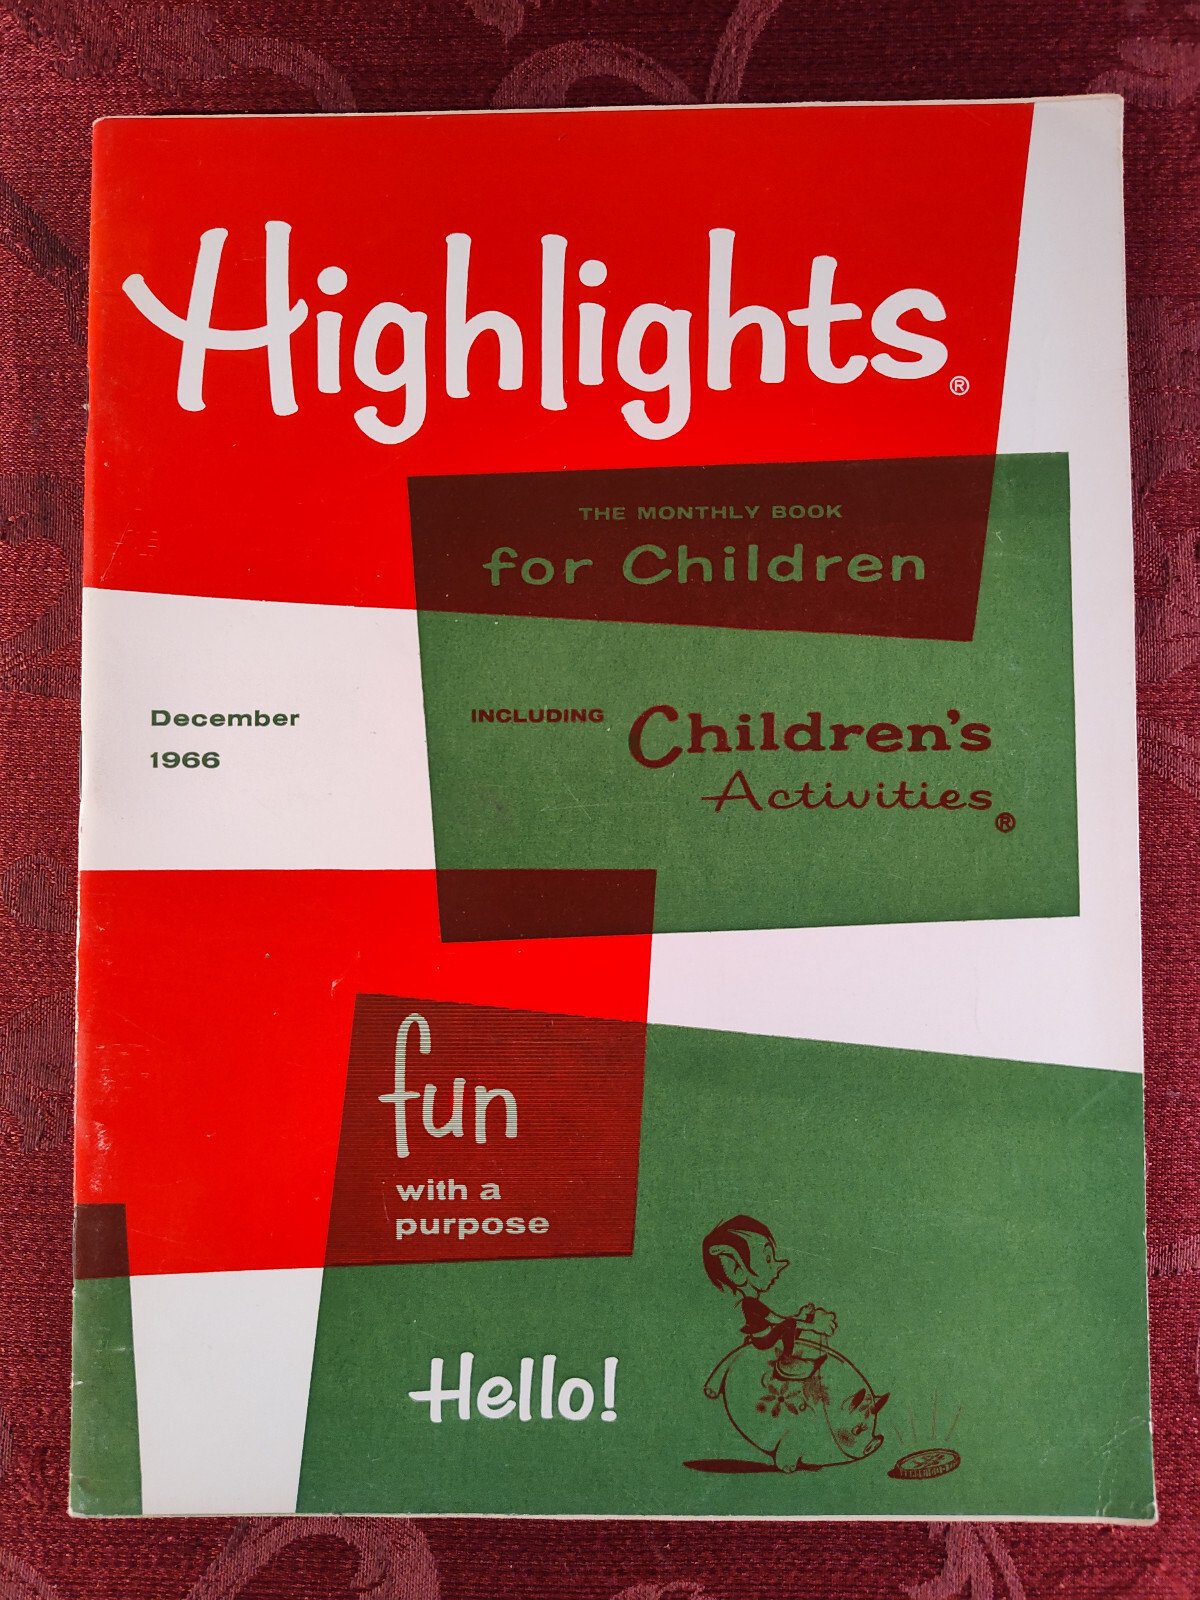 Highlights®
THE MONTHLY BOOK
for Children
December
1966
INCLUDING Children's
Activities®
fun
with a
purpose
Hello!